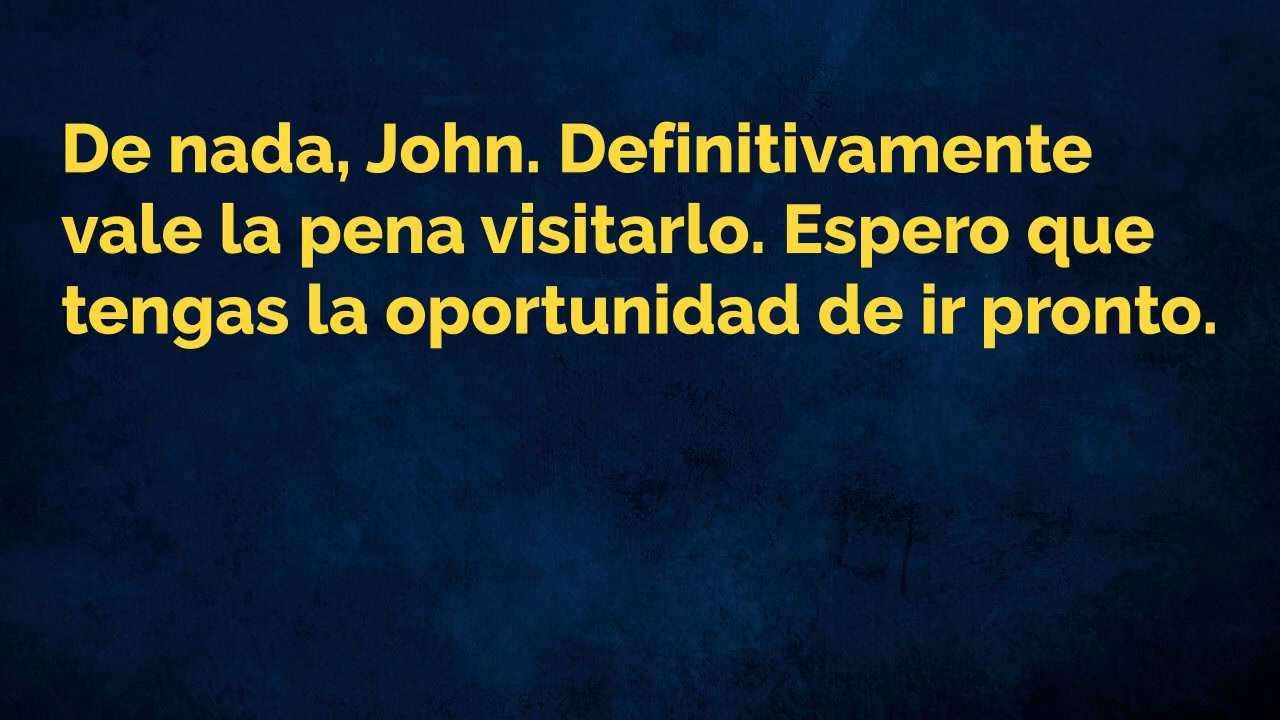 De nada, John. Definitivamente
vale la pena visitarlo. Espero que
tengas la oportunidad de ir pronto.